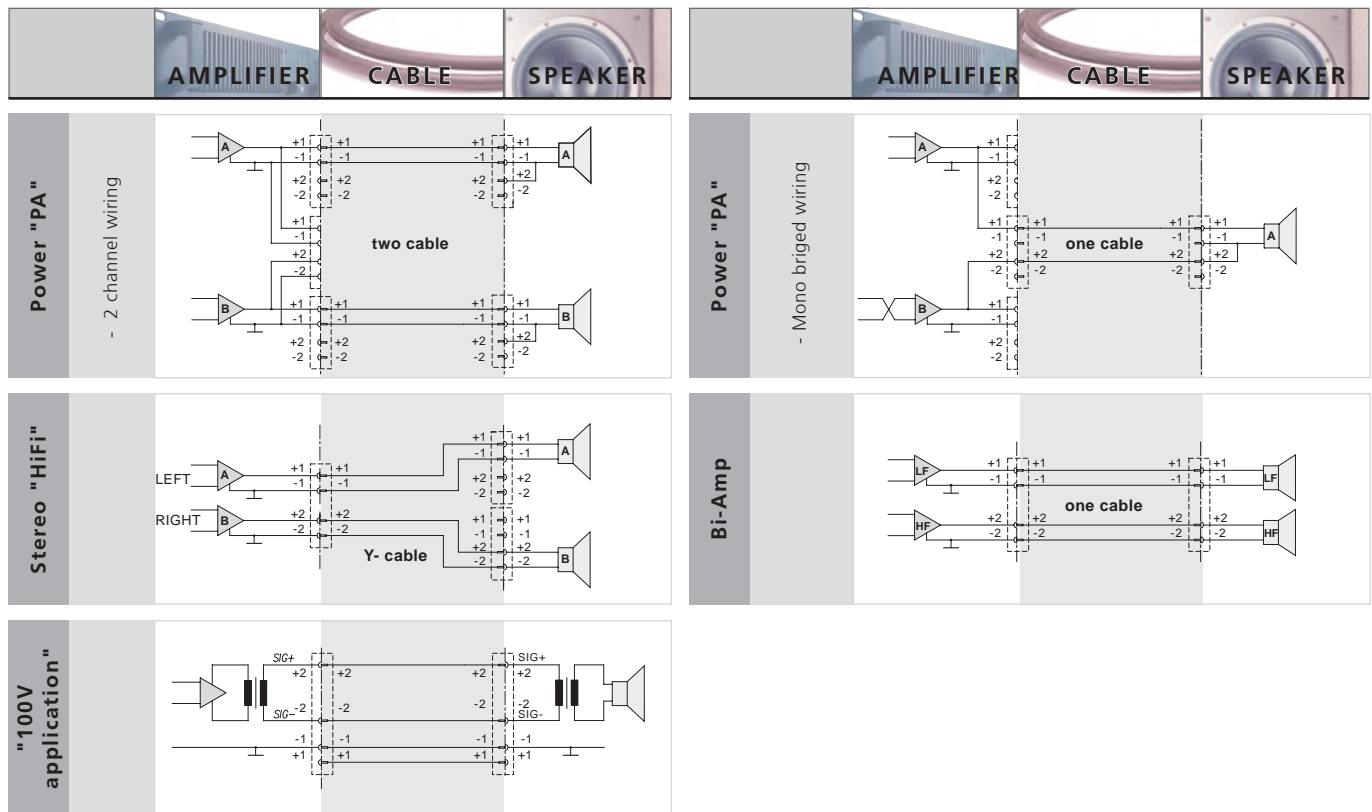 AMPLIFIER CABLE SPEAKER
Power "PA"
- 2 channel wiring
A +1 +1 +1 +1 A
-1 -1 -1 -1
+2 +2 +2 +2
-2 -2 -2 -2
+1
-1
two cable
+2
-2
B +1 +1 +1 +1 B
-1 -1 -1 -1
+2 +2 +2 +2
-2 -2 -2 -2
Stereo "HiFi"
+1 +1 A
-1 -1
LEFT A +1 +1 +2 +2
-1 -1 -2 -2
RIGHT B +2 +2 +1 +1
-2 -2 -1 -1
Y- cable +2 +2 B
-2 -2
"100V
application"
SIG+ SIG+
+2 +2 +2 +2
-2 -2 -2 -2
SIG– SIG-
-1 -1 -1 -1
+1 +1 +1 +1
AMPLIFIER CABLE SPEAKER
Power "PA"
- Mono briged wiring
A +1
-1
+2
-2
+1 +1 +1 +1 A
-1 -1 one cable -1 -1
+2 +2 +2 +2
-2 -2 -2 -2
B +1
-1
+2
-2
Bi-Amp
LF +1 +1 +1 +1 LF
-1 -1 -1 -1
one cable
HF +2 +2 +2 +2 HF
-2 -2 -2 -2